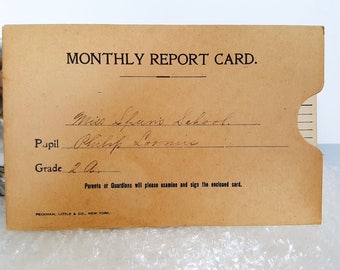 MONTHLY REPORT CARD.
Miss Spurr's School.
Pupil Philip Loomis
Grade 2 A.
Parents or Guardians will please examine and sign the enclosed card.
PECKHAM, LITTLE & CO., NEW YORK.